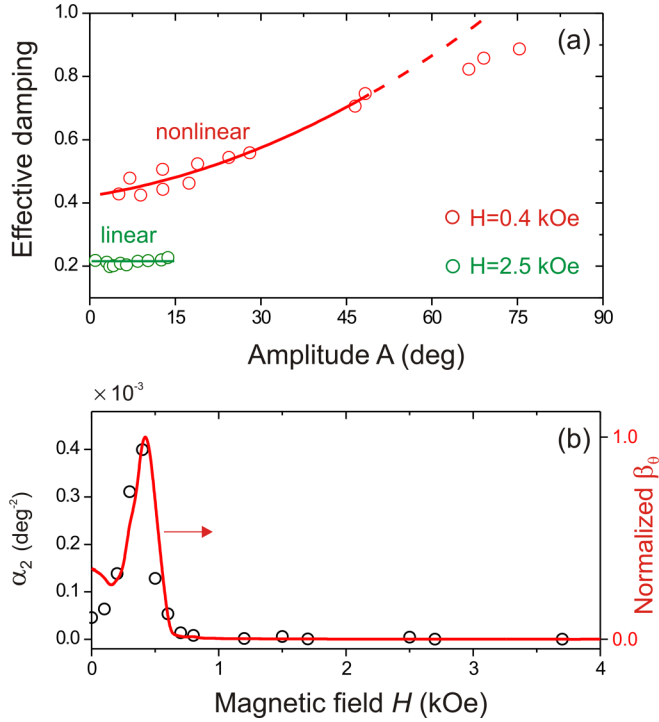 1.0
(a)
0.8
nonlinear
0.6
Effective damping
0.4
H=0.4 kOe
linear
H=2.5 kOe
0.2
0 15 30 45 60 75 90
Amplitude A (deg)
× 10⁻³
(b)
0.4
1.0
0.3
α₂ (deg⁻²)
Normalized β_θ
0.2
0.1
0.0
0.0
0 1 2 3 4
Magnetic field H (kOe)